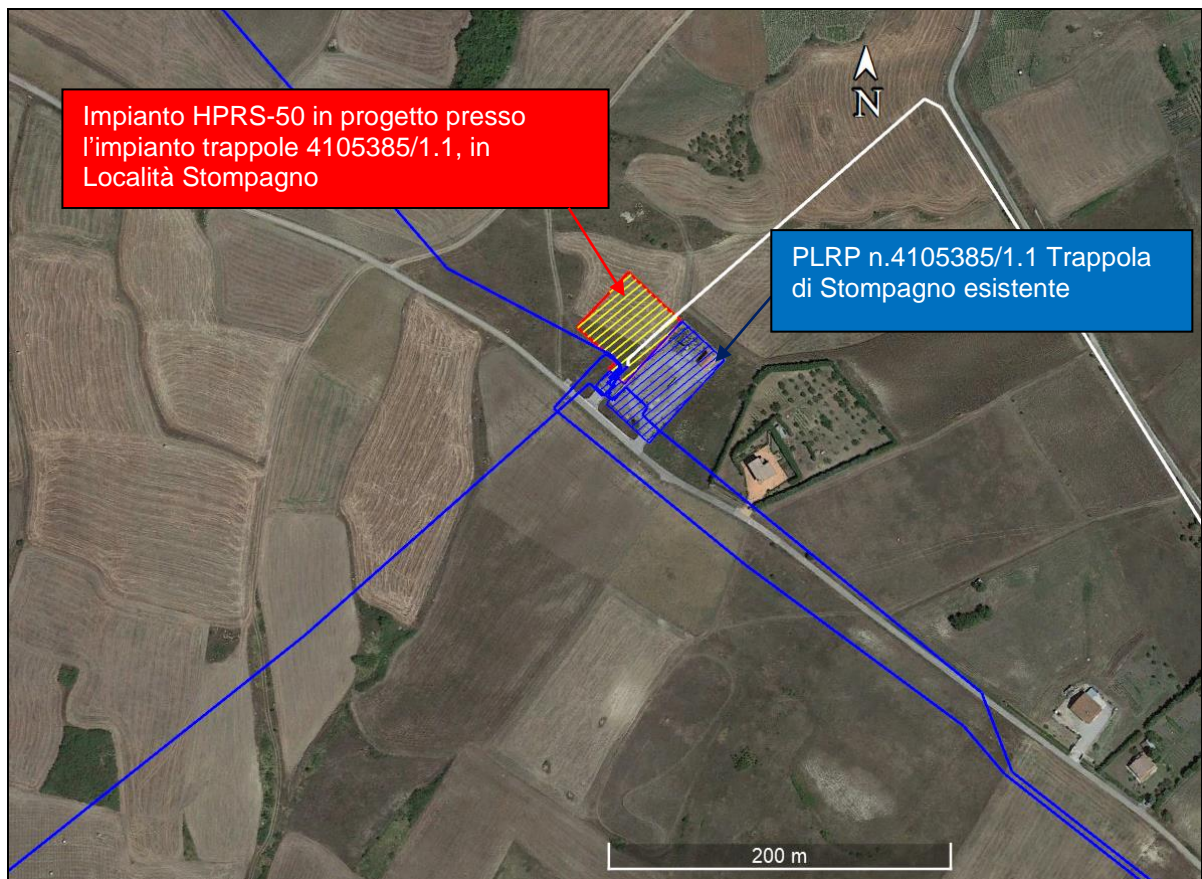 Impianto HPRS-50 in progetto presso
l'impianto trappole 4105385/1.1, in
Località Stompagno
N
PLRP n.4105385/1.1 Trappola
di Stompagno esistente
200 m